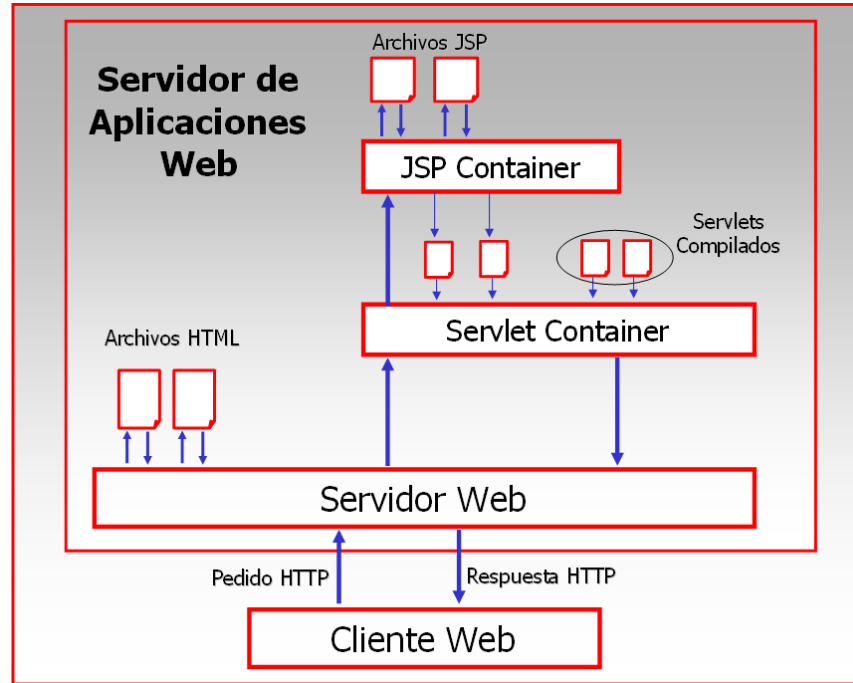 Archivos JSP
Servidor de
Aplicaciones
Web
JSP Container
Servlets
Compilados
Servlet Container
Archivos HTML
Servidor Web
Pedido HTTP
Respuesta HTTP
Cliente Web